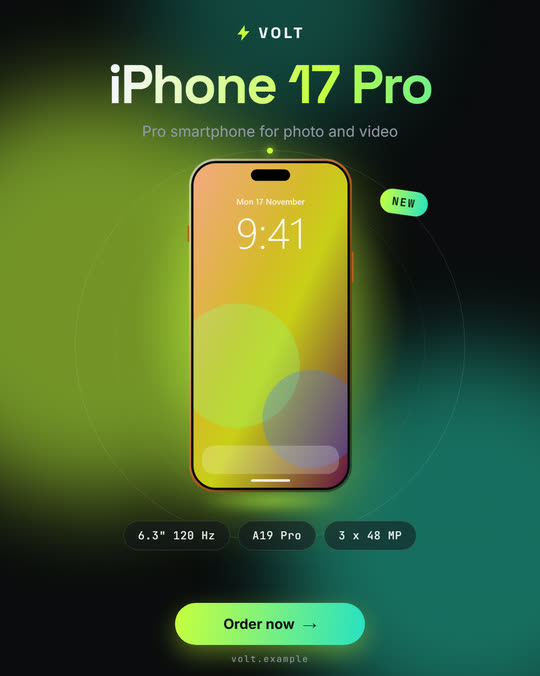 VOLT
iPhone 17 Pro
Pro smartphone for photo and video
NEW
Mon 17 November
9:41
6.3" 120 Hz
A19 Pro
3 x 48 MP
Order now →
volt.example